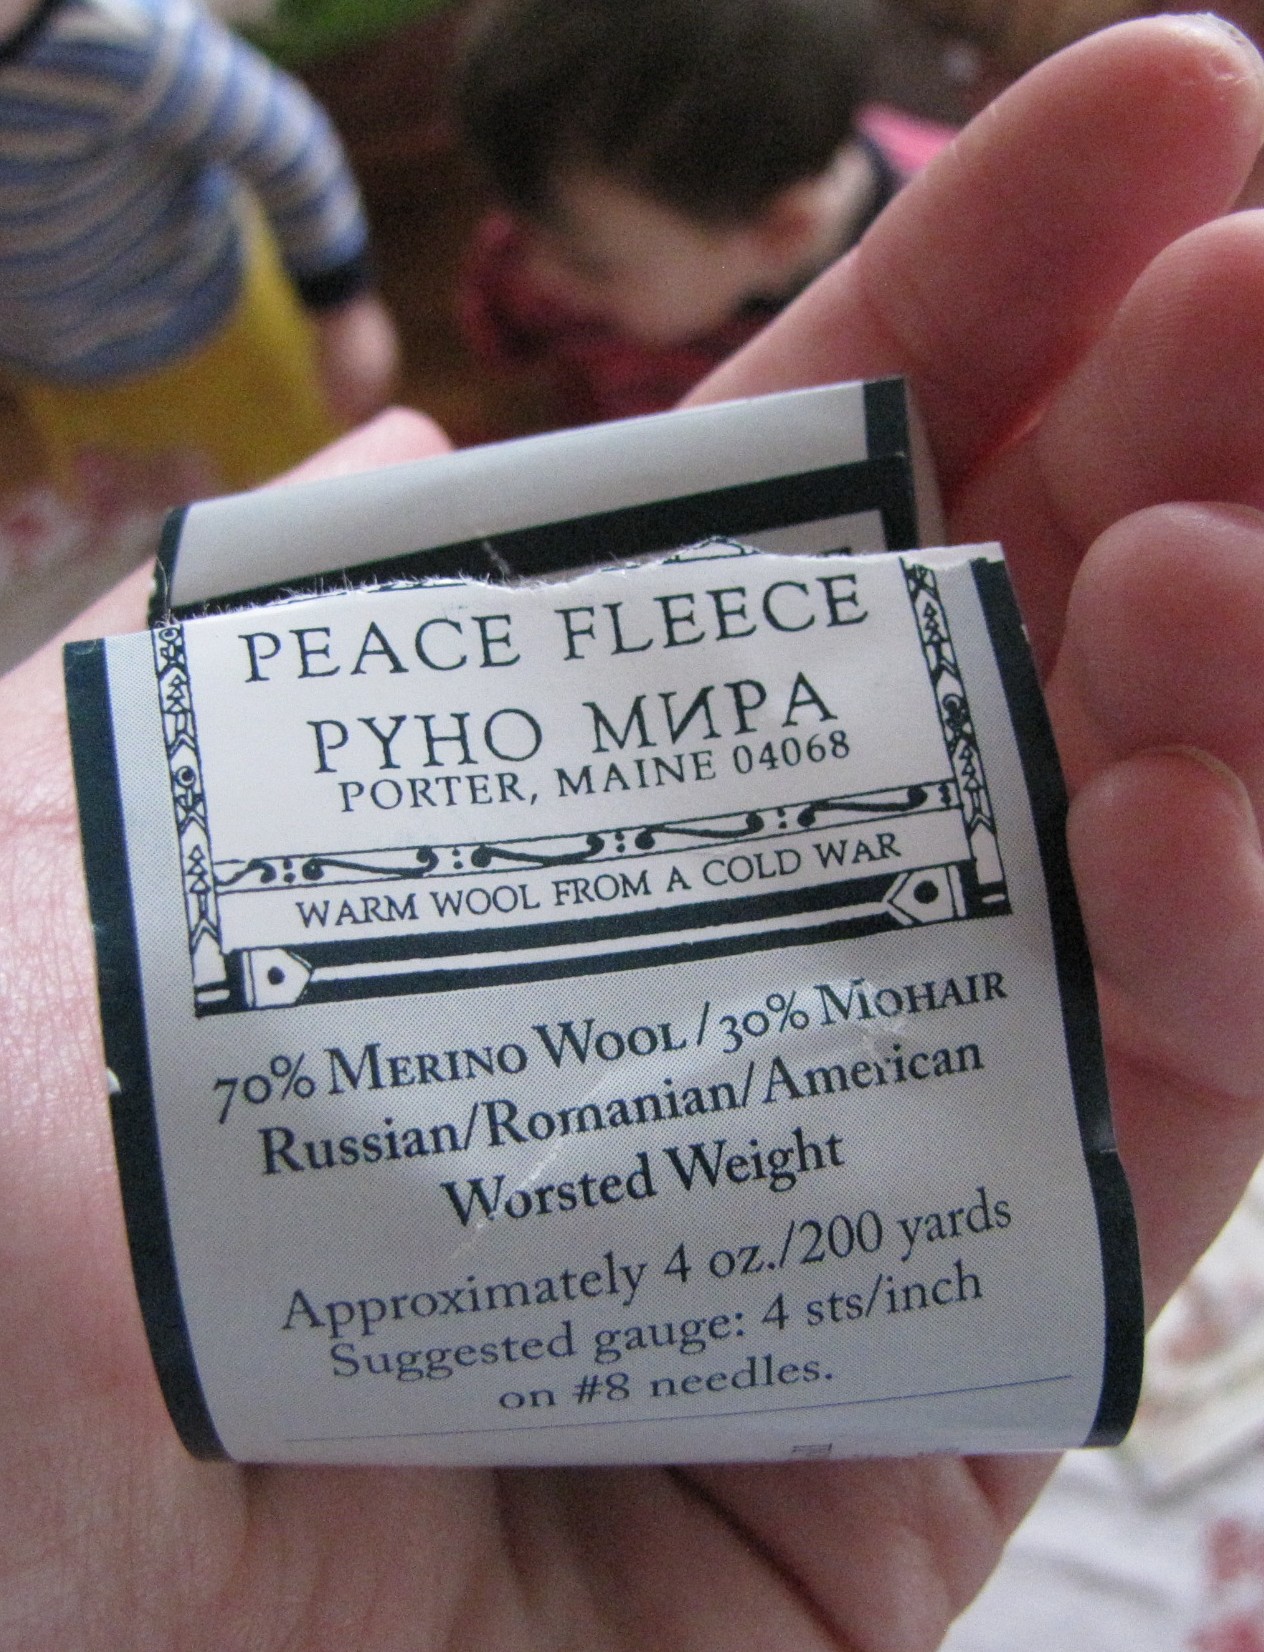 PEACE FLEECE
РУНО МИРА
PORTER, MAINE 04068
WARM WOOL FROM A COLD WAR
70% MERINO WOOL/30% MOHAIR
Russian/Romanian/American
Worsted Weight
Approximately 4 oz./200 yards
Suggested gauge: 4 sts/inch
on #8 needles.